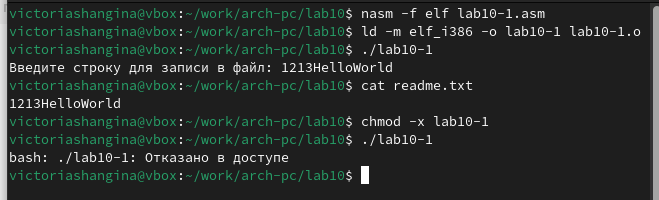 victoriashangina@vbox:~/work/arch-pc/lab10$ nasm -f elf lab10-1.asm
victoriashangina@vbox:~/work/arch-pc/lab10$ ld -m elf_i386 -o lab10-1 lab10-1.o
victoriashangina@vbox:~/work/arch-pc/lab10$ ./lab10-1
Введите строку для записи в файл: 1213HelloWorld
victoriashangina@vbox:~/work/arch-pc/lab10$ cat readme.txt
1213HelloWorld
victoriashangina@vbox:~/work/arch-pc/lab10$ chmod -x lab10-1
victoriashangina@vbox:~/work/arch-pc/lab10$ ./lab10-1
bash: ./lab10-1: Отказано в доступе
victoriashangina@vbox:~/work/arch-pc/lab10$